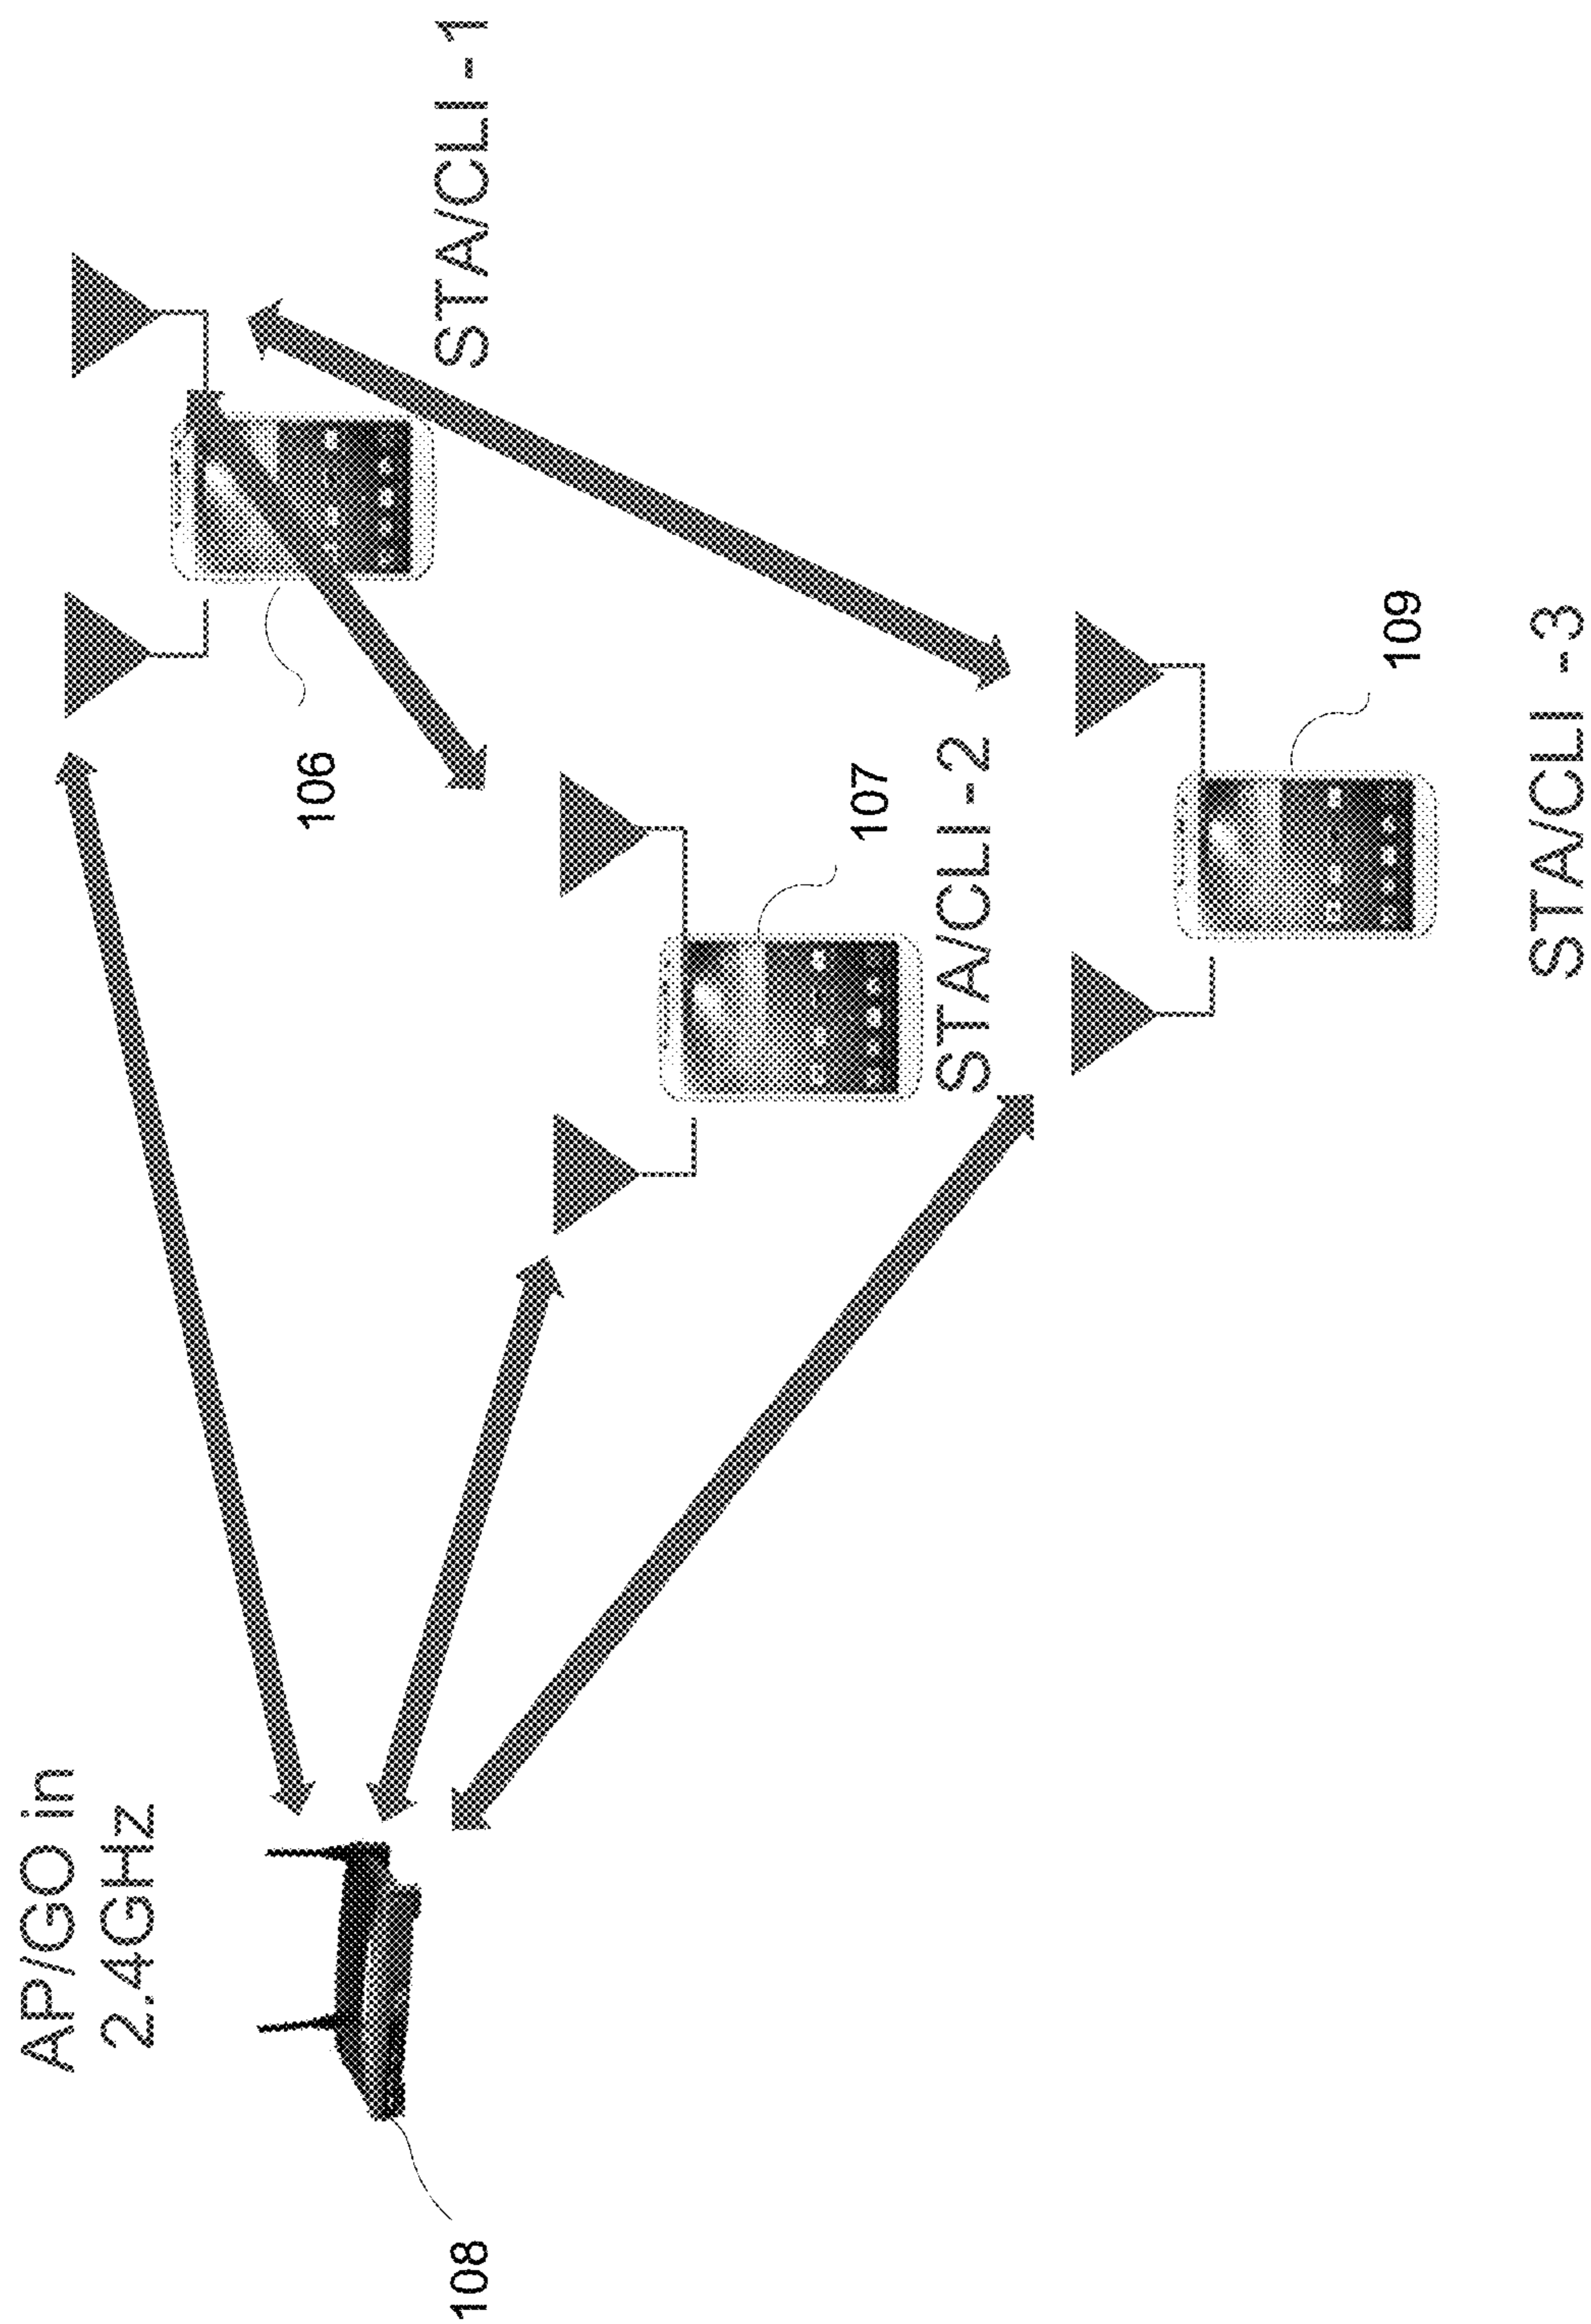 AP/GO in
2.4GHz
108
106
STA/CLI-1
107
STA/CLI-2
109
STA/CLI-3